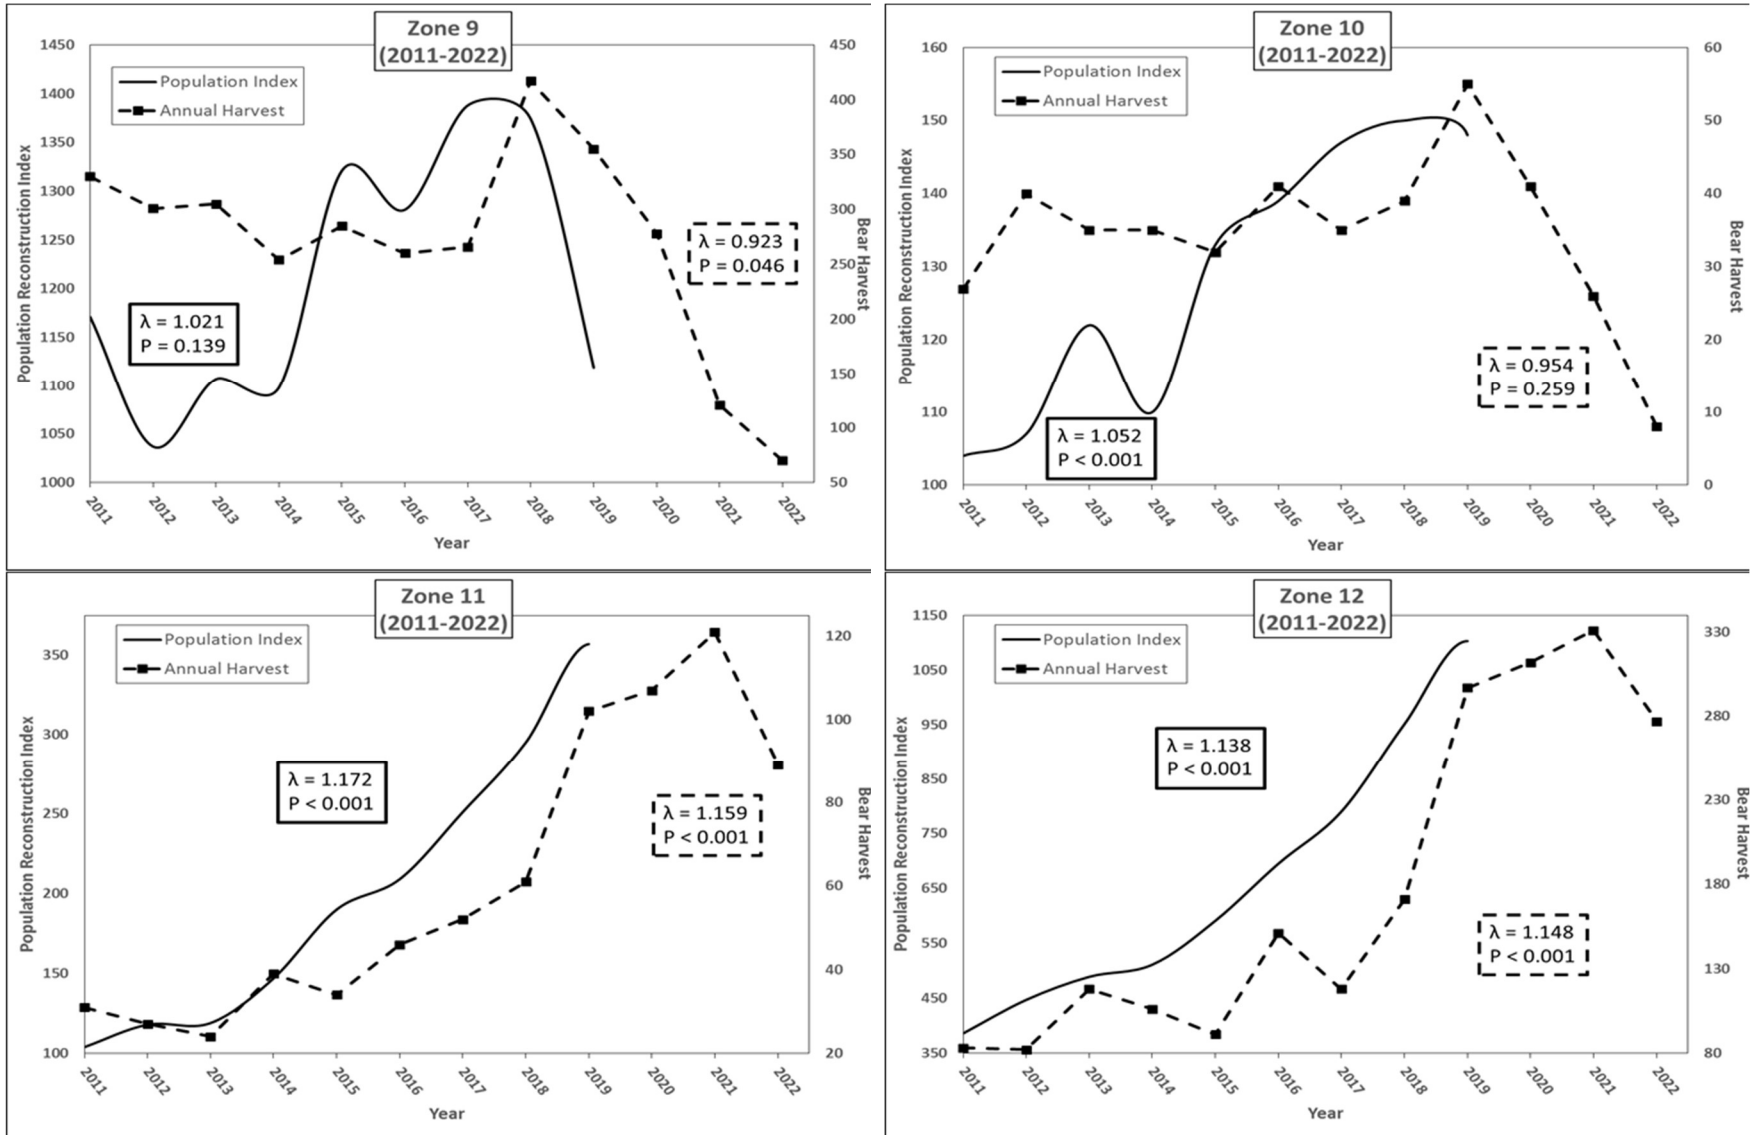 Zone 9
(2011-2022)
Population Index
Annual Harvest
Population Reconstruction Index
1450
1400
1350
1300
1250
1200
1150
1100
1050
1000
450
400
350
300
250
200
150
100
50
Bear Harvest
λ = 1.021
P = 0.139
λ = 0.923
P = 0.046
2011 2012 2013 2014 2015 2016 2017 2018 2019 2020 2021 2022
Year
Zone 10
(2011-2022)
Population Index
Annual Harvest
Population Reconstruction Index
160
150
140
130
120
110
100
60
50
40
30
20
10
0
Bear Harvest
λ = 1.052
P < 0.001
λ = 0.954
P = 0.259
2011 2012 2013 2014 2015 2016 2017 2018 2019 2020 2021 2022
Year
Zone 11
(2011-2022)
Population Index
Annual Harvest
Population Reconstruction Index
350
300
250
200
150
100
120
100
80
60
40
20
Bear Harvest
λ = 1.172
P < 0.001
λ = 1.159
P < 0.001
2011 2012 2013 2014 2015 2016 2017 2018 2019 2020 2021 2022
Year
Zone 12
(2011-2022)
Population Index
Annual Harvest
Population Reconstruction Index
1150
1050
950
850
750
650
550
450
350
330
280
230
180
130
80
Bear Harvest
λ = 1.138
P < 0.001
λ = 1.148
P < 0.001
2011 2012 2013 2014 2015 2016 2017 2018 2019 2020 2021 2022
Year